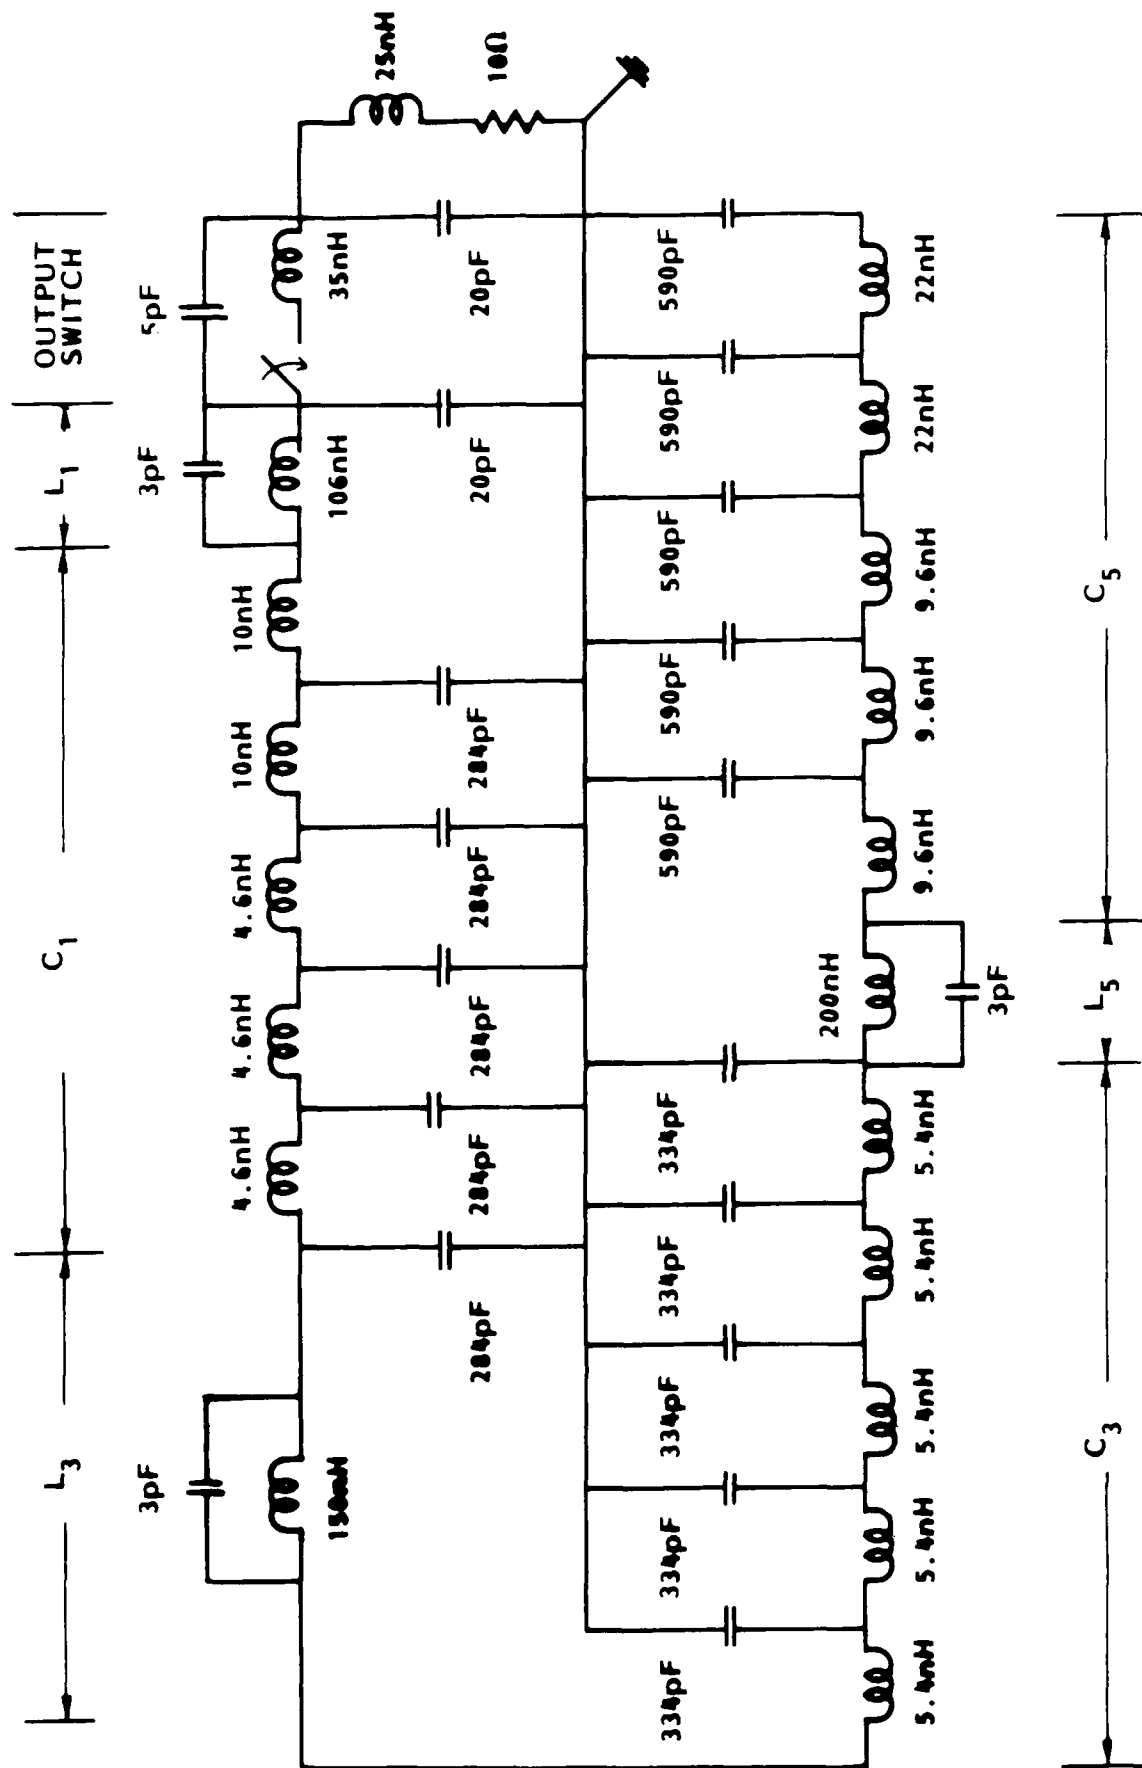 L3
C1
L1
OUTPUT
SWITCH
3pF
3pF
5pF
150nH
4.6nH
4.6nH
4.6nH
10nH
10nH
106nH
35nH
25nH
10Ω
284pF
284pF
284pF
284pF
284pF
20pF
20pF
334pF
334pF
334pF
334pF
334pF
590pF
590pF
590pF
590pF
590pF
5.4nH
5.4nH
5.4nH
5.4nH
5.4nH
200nH
3pF
9.6nH
9.6nH
9.6nH
22nH
22nH
C3
L5
C5